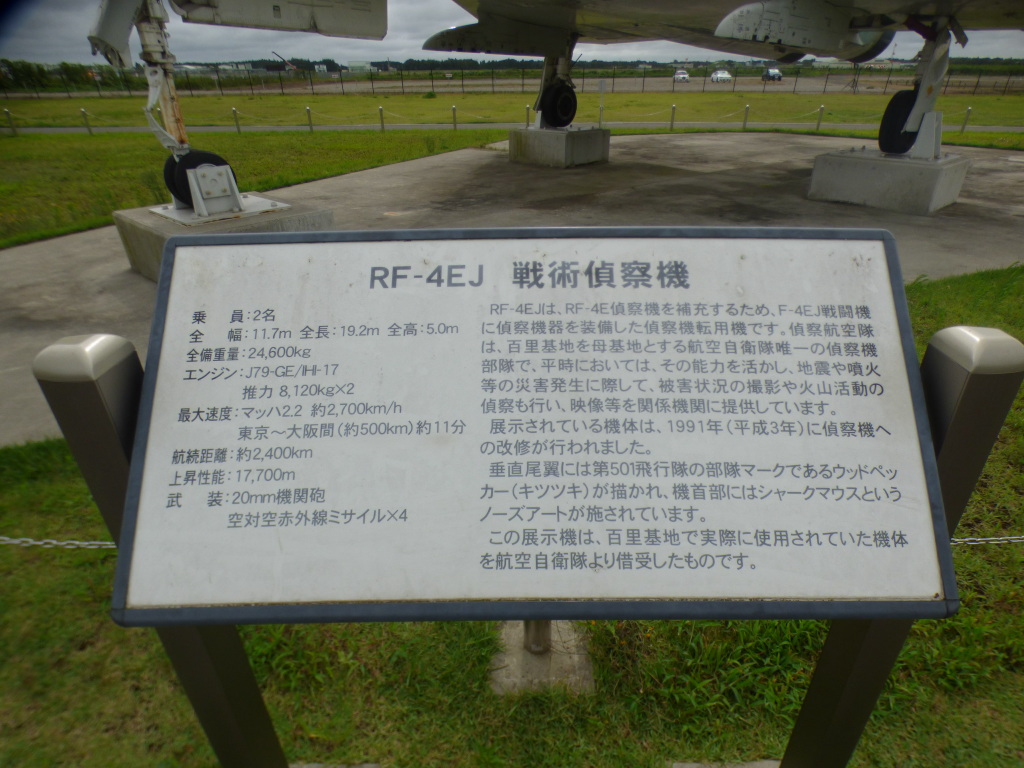 RF-4EJ 戦術偵察機
乗　員:2名
全　幅:11.7m 全長:19.2m 全高:5.0m
全備重量:24,600kg
エンジン:J79-GE/IHI-17
推力 8,120kg×2
最大速度:マッハ2.2 約2,700km/h
東京～大阪間(約500km)約11分
航続距離:約2,400km
上昇性能:17,700m
武　装:20mm機関砲
空対空赤外線ミサイル×4
RF-4EJは、RF-4E偵察機を補充するため、F-4EJ戦闘機
に偵察機器を装備した偵察機転用機です。偵察航空隊
は、百里基地を母基地とする航空自衛隊唯一の偵察機
部隊で、平時においては、その能力を活かし、地震や噴火
等の災害発生に際して、被害状況の撮影や火山活動の
偵察も行い、映像等を関係機関に提供しています。
展示されている機体は、1991年(平成3年)に偵察機へ
の改修が行われました。
垂直尾翼には第501飛行隊の部隊マークであるウッドペッ
カー(キツツキ)が描かれ、機首部にはシャークマウスという
ノーズアートが施されています。
この展示機は、百里基地で実際に使用されていた機体
を航空自衛隊より借受したものです。